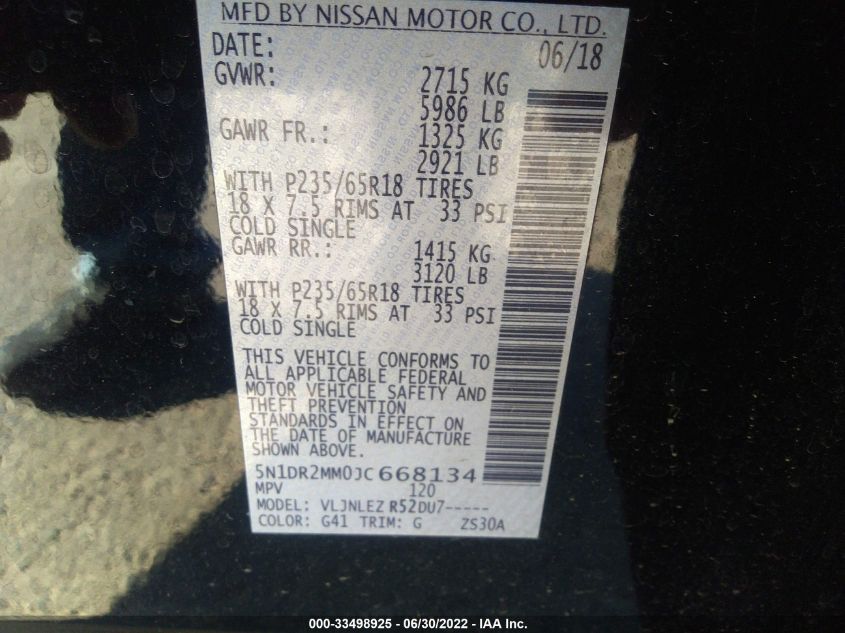 MFD BY NISSAN MOTOR CO., LTD.
DATE: 06/18
GVWR: 2715 KG
5986 LB
GAWR FR.: 1325 KG
2921 LB
WITH P235/65R18 TIRES
18 X 7.5 RIMS AT 33 PSI
COLD SINGLE
GAWR RR.: 1415 KG
3120 LB
WITH P235/65R18 TIRES
18 X 7.5 RIMS AT 33 PSI
COLD SINGLE
THIS VEHICLE CONFORMS TO
ALL APPLICABLE FEDERAL
MOTOR VEHICLE SAFETY AND
THEFT PREVENTION
STANDARDS IN EFFECT ON
THE DATE OF MANUFACTURE
SHOWN ABOVE.
5N1DR2MM0JC668134
MPV 120
MODEL: VLJNLEZ R52DU7-----
COLOR: G41 TRIM: G ZS30A
000-33498925 - 06/30/2022 - IAA Inc.